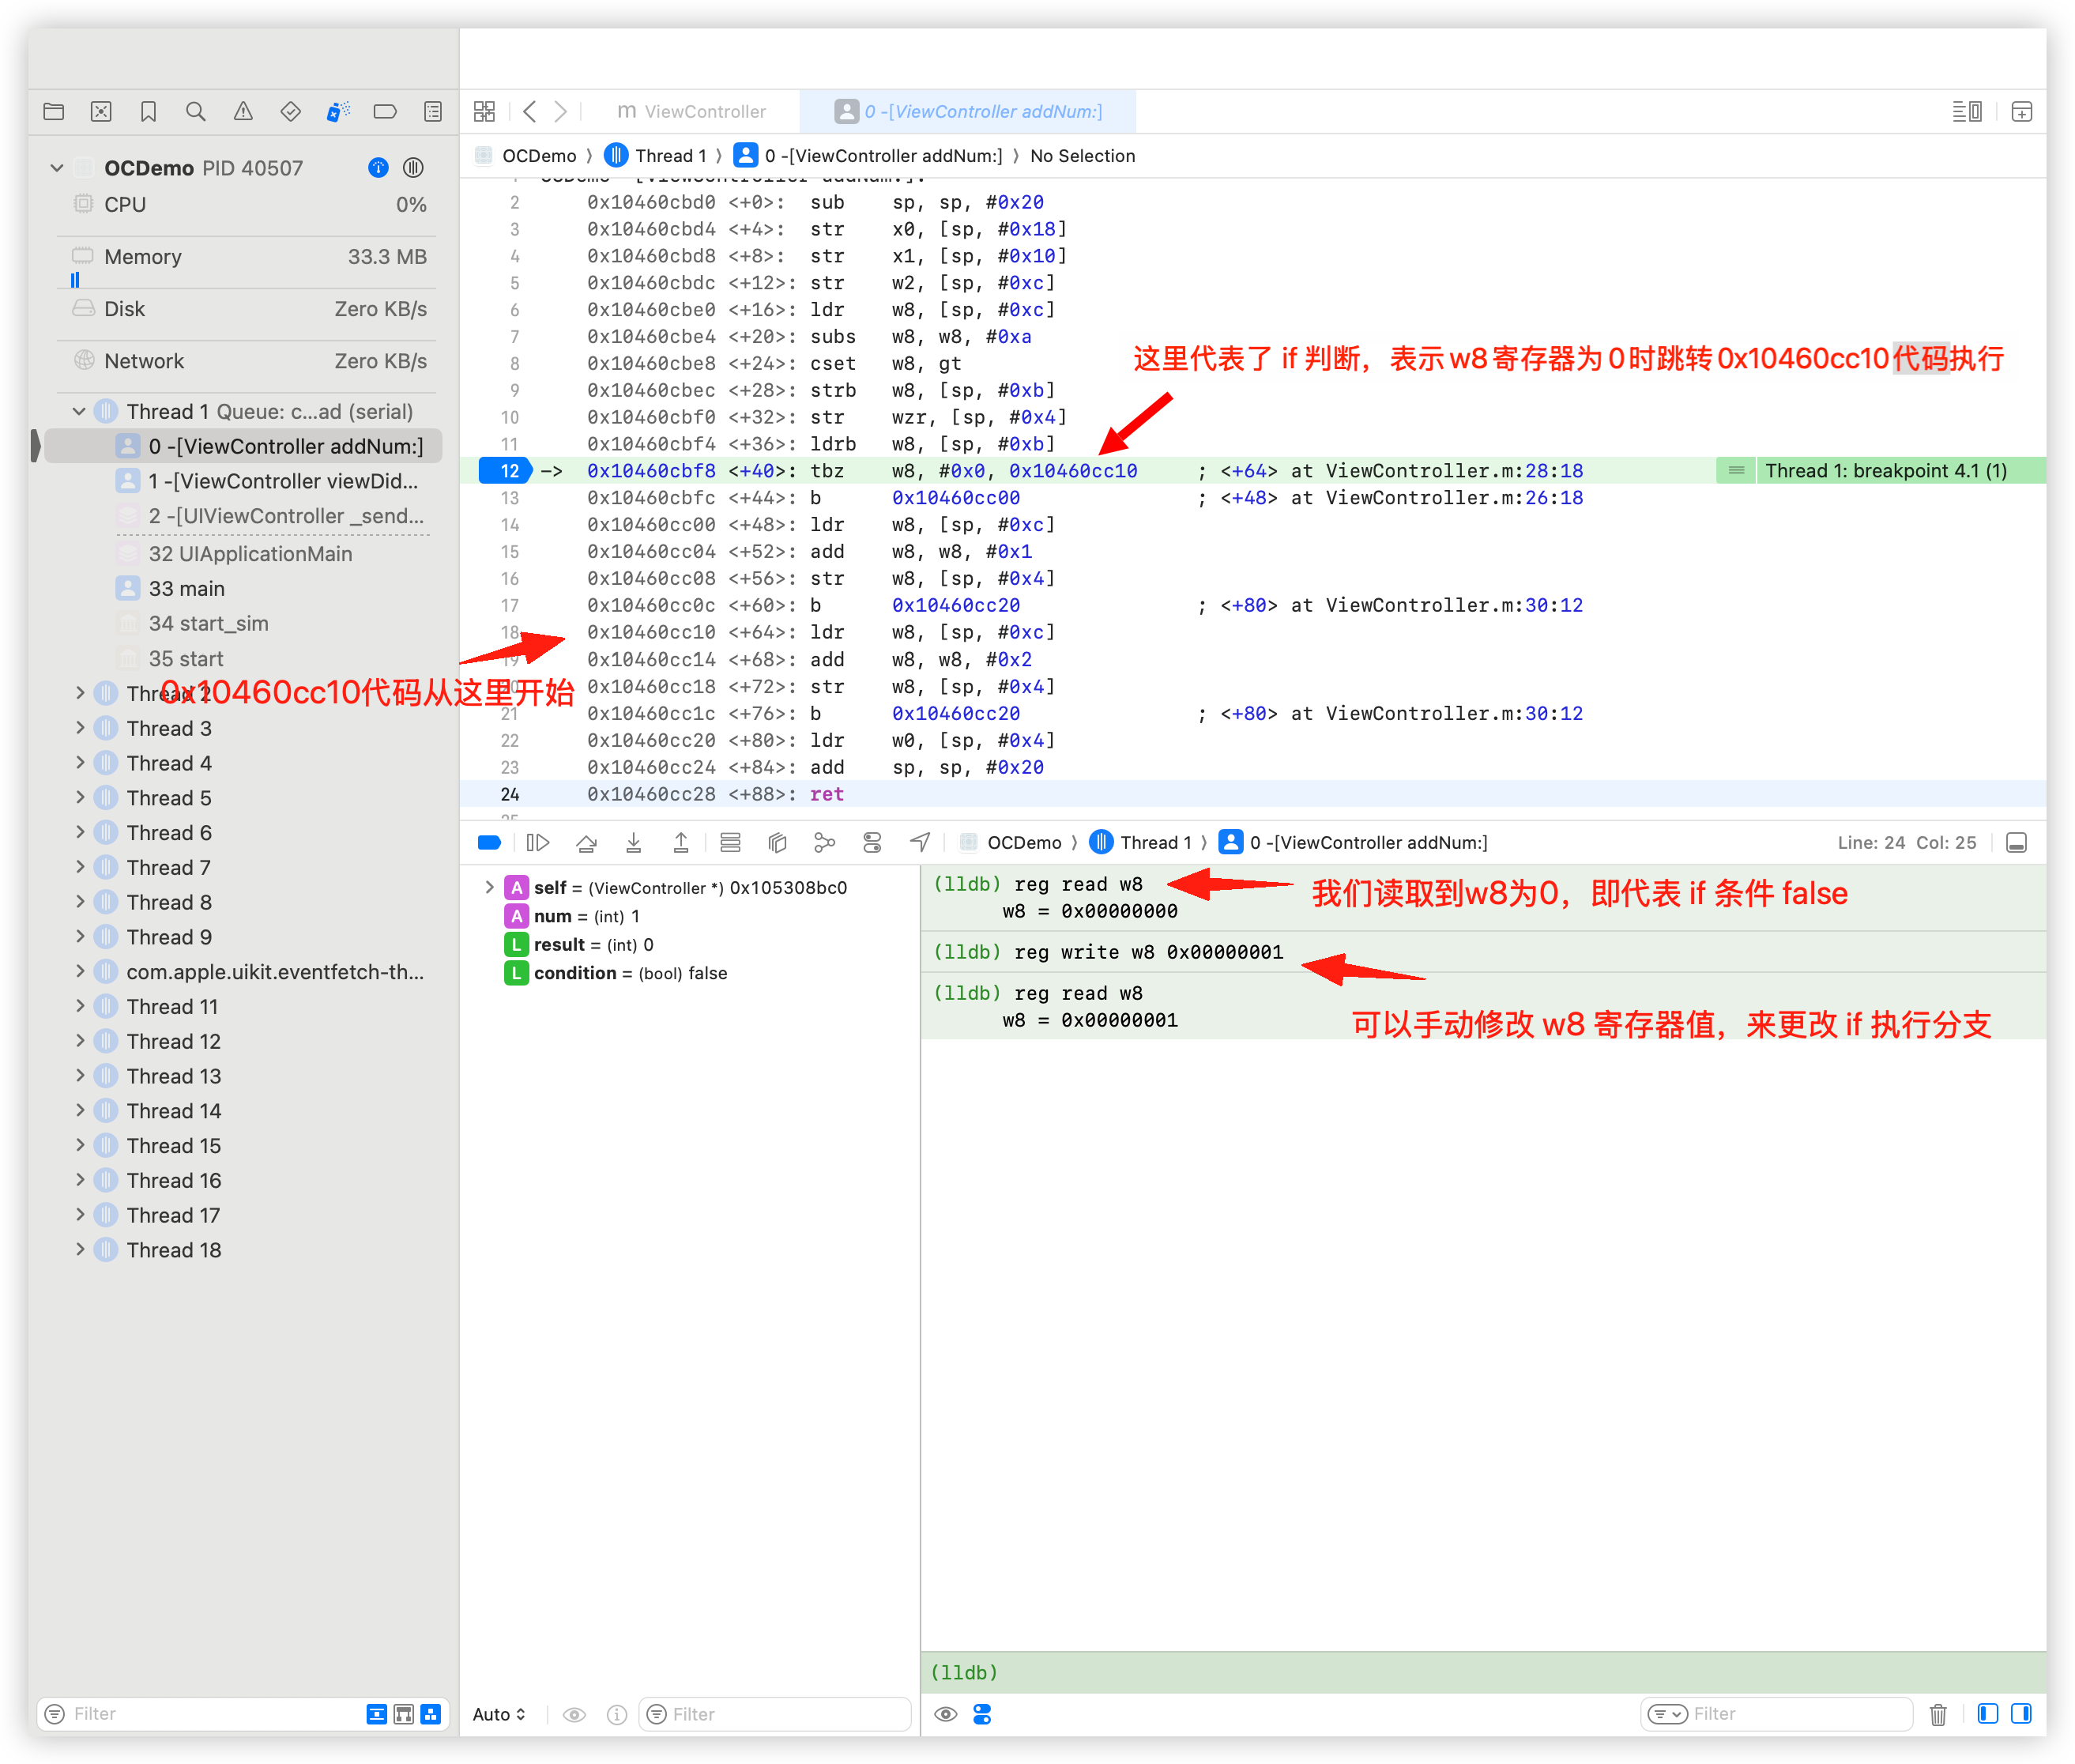 ViewController
0 -[ViewController addNum:]
OCDemo PID 40507
CPU 0%
Memory 33.3 MB
Disk Zero KB/s
Network Zero KB/s
Thread 1 Queue: c...ad (serial)
0 -[ViewController addNum:]
1 -[ViewController viewDid...
2 -[UIViewController _send...
32 UIApplicationMain
33 main
34 start_sim
35 start
Thread 2
0x10460cc10代码从这里开始
Thread 3
Thread 4
Thread 5
Thread 6
Thread 7
Thread 8
Thread 9
com.apple.uikit.eventfetch-th...
Thread 11
Thread 12
Thread 13
Thread 14
Thread 15
Thread 16
Thread 17
Thread 18
Filter
OCDemo 〉 Thread 1 〉 0 -[ViewController addNum:] 〉 No Selection
2 0x10460cbd0 <+0>: sub sp, sp, #0x20
3 0x10460cbd4 <+4>: str x0, [sp, #0x18]
4 0x10460cbd8 <+8>: str x1, [sp, #0x10]
5 0x10460cbdc <+12>: str w2, [sp, #0xc]
6 0x10460cbe0 <+16>: ldr w8, [sp, #0xc]
7 0x10460cbe4 <+20>: subs w8, w8, #0xa
8 0x10460cbe8 <+24>: cset w8, gt
这里代表了 if 判断，表示 w8 寄存器为 0 时跳转 0x10460cc10 代码执行
9 0x10460cbec <+28>: strb w8, [sp, #0xb]
10 0x10460cbf0 <+32>: str wzr, [sp, #0x4]
11 0x10460cbf4 <+36>: ldrb w8, [sp, #0xb]
12 -> 0x10460cbf8 <+40>: tbz w8, #0x0, 0x10460cc10 ; <+64> at ViewController.m:28:18 Thread 1: breakpoint 4.1 (1)
13 0x10460cbfc <+44>: b 0x10460cc00 ; <+48> at ViewController.m:26:18
14 0x10460cc00 <+48>: ldr w8, [sp, #0xc]
15 0x10460cc04 <+52>: add w8, w8, #0x1
16 0x10460cc08 <+56>: str w8, [sp, #0x4]
17 0x10460cc0c <+60>: b 0x10460cc20 ; <+80> at ViewController.m:30:12
18 0x10460cc10 <+64>: ldr w8, [sp, #0xc]
19 0x10460cc14 <+68>: add w8, w8, #0x2
20 0x10460cc18 <+72>: str w8, [sp, #0x4]
21 0x10460cc1c <+76>: b 0x10460cc20 ; <+80> at ViewController.m:30:12
22 0x10460cc20 <+80>: ldr w0, [sp, #0x4]
23 0x10460cc24 <+84>: add sp, sp, #0x20
24 0x10460cc28 <+88>: ret
OCDemo 〉 Thread 1 〉 0 -[ViewController addNum:] Line: 24 Col: 25
A self = (ViewController *) 0x105308bc0
A num = (int) 1
L result = (int) 0
L condition = (bool) false
Auto
Filter
(lldb) reg read w8
w8 = 0x00000000
我们读取到w8为0，即代表 if 条件 false
(lldb) reg write w8 0x00000001
(lldb) reg read w8
w8 = 0x00000001
可以手动修改 w8 寄存器值，来更改 if 执行分支
(lldb)
Filter